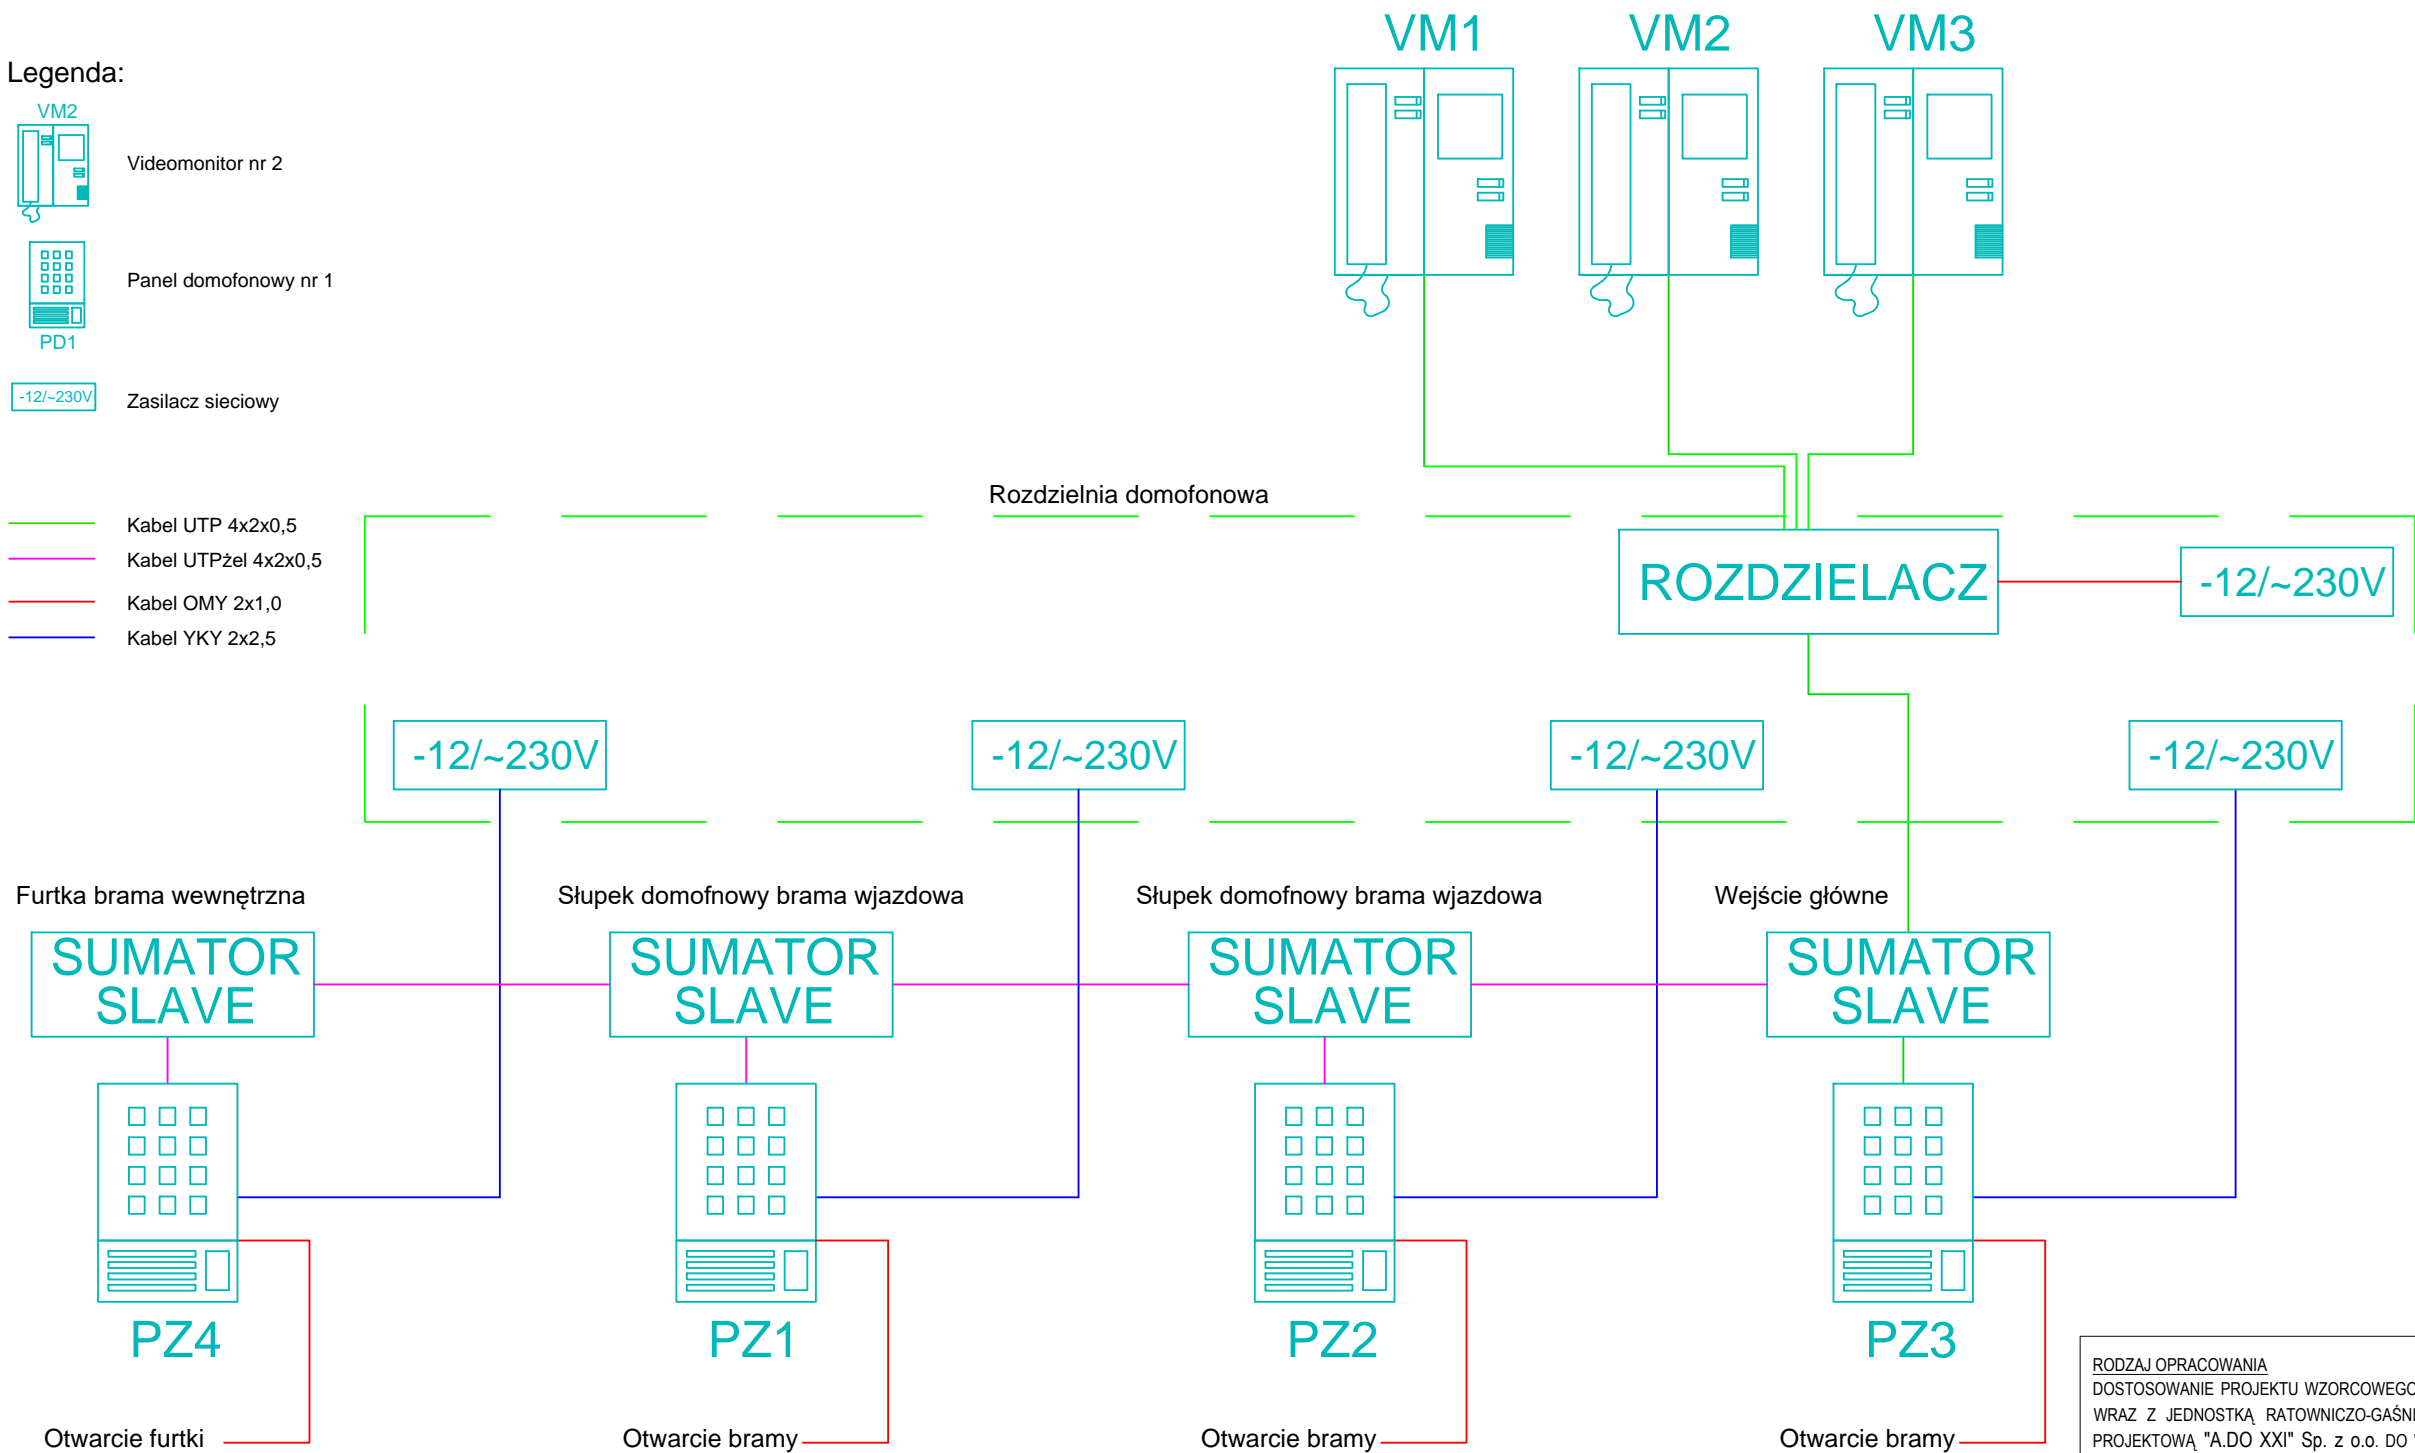 VM1 VM2 VM3
Legenda:
VM2
Videomonitor nr 2
Panel domofonowy nr 1
PD1
-12/~230V Zasilacz sieciowy
Rozdzielnia domofonowa
Kabel UTP 4x2x0,5
Kabel UTPżel 4x2x0,5
Kabel OMY 2x1,0
Kabel YKY 2x2,5
ROZDZIELACZ -12/~230V
-12/~230V -12/~230V -12/~230V -12/~230V
Furtka brama wewnętrzna Słupek domofnowy brama wjazdowa Słupek domofnowy brama wjazdowa Wejście główne
SUMATOR SUMATOR SUMATOR SUMATOR
SLAVE SLAVE SLAVE SLAVE
PZ4 PZ1 PZ2 PZ3
Otwarcie furtki Otwarcie bramy Otwarcie bramy Otwarcie bramy
RODZAJ OPRACOWANIA
DOSTOSOWANIE PROJEKTU WZORCOWEGO
WRAZ Z JEDNOSTKĄ RATOWNICZO-GAŚNI
PROJEKTOWĄ "A.DO XXI" Sp. z o.o. DO